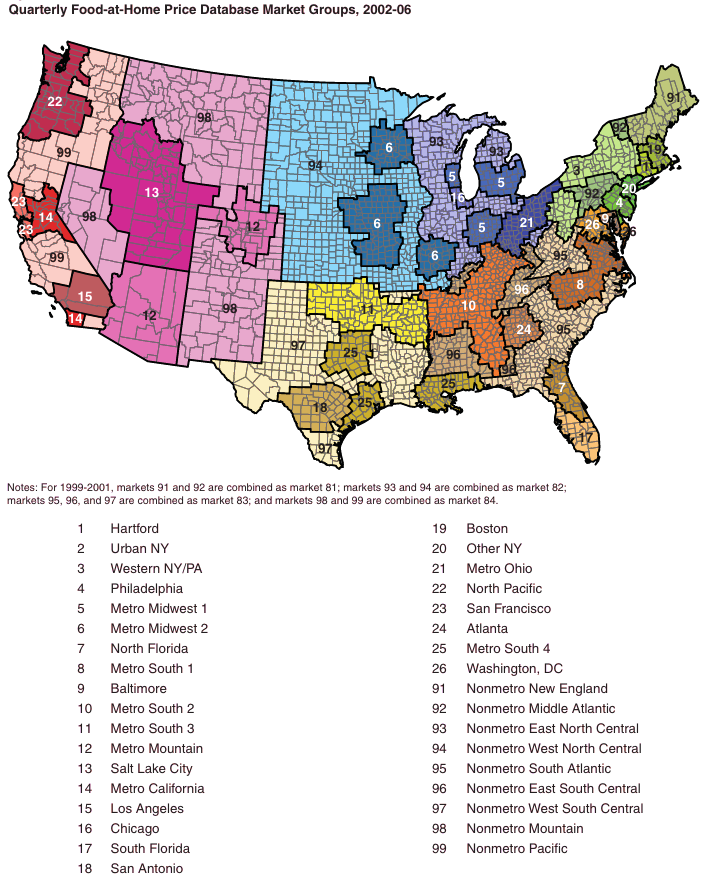 Quarterly Food-at-Home Price Database Market Groups, 2002-06
22
98
91
92
99
6
93
93
19
94
3
13
5
5
92
20
23
14
98
16
4
6
12
5
21
26
9
26
23
6
95
99
96
8
15
12
98
11
10
14
24
95
97
25
96
96
25
7
18
25
17
97
Notes: For 1999-2001, markets 91 and 92 are combined as market 81; markets 93 and 94 are combined as market 82;
markets 95, 96, and 97 are combined as market 83; and markets 98 and 99 are combined as market 84.
1 Hartford
2 Urban NY
3 Western NY/PA
4 Philadelphia
5 Metro Midwest 1
6 Metro Midwest 2
7 North Florida
8 Metro South 1
9 Baltimore
10 Metro South 2
11 Metro South 3
12 Metro Mountain
13 Salt Lake City
14 Metro California
15 Los Angeles
16 Chicago
17 South Florida
18 San Antonio
19 Boston
20 Other NY
21 Metro Ohio
22 North Pacific
23 San Francisco
24 Atlanta
25 Metro South 4
26 Washington, DC
91 Nonmetro New England
92 Nonmetro Middle Atlantic
93 Nonmetro East North Central
94 Nonmetro West North Central
95 Nonmetro South Atlantic
96 Nonmetro East South Central
97 Nonmetro West South Central
98 Nonmetro Mountain
99 Nonmetro Pacific